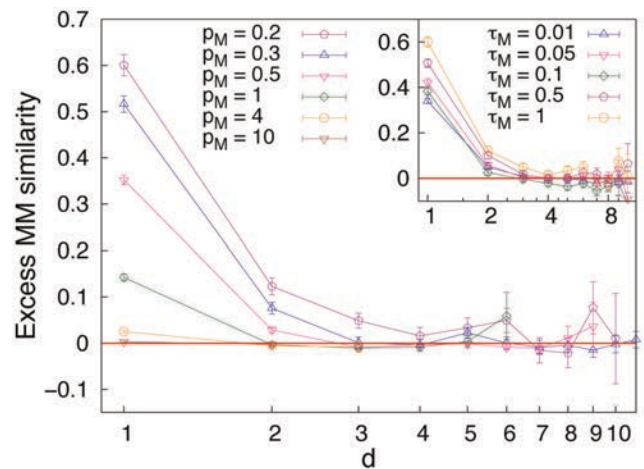 Excess MM similarity
0.7
0.6
0.5
0.4
0.3
0.2
0.1
0
−0.1
1
2
3
4
5
6
7
8
9
10
d
p_M = 0.2
p_M = 0.3
p_M = 0.5
p_M = 1
p_M = 4
p_M = 10
0.6
0.4
0.2
0
1
2
4
8
τ_M = 0.01
τ_M = 0.05
τ_M = 0.1
τ_M = 0.5
τ_M = 1